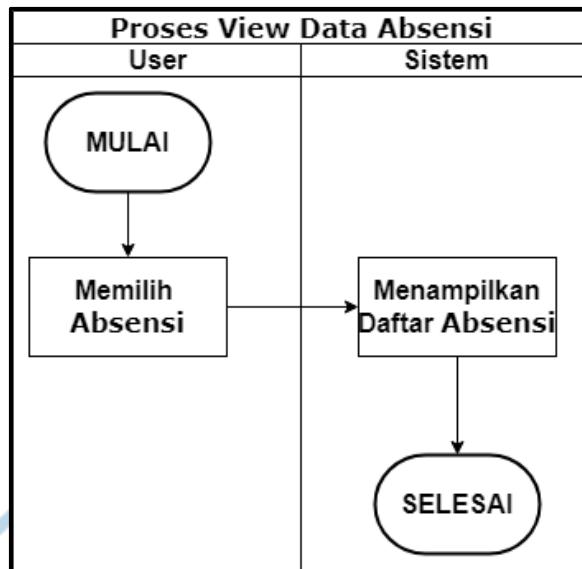 Proses View Data Absensi
User
Sistem
MULAI
Memilih
Absensi
Menampilkan
Daftar Absensi
SELESAI